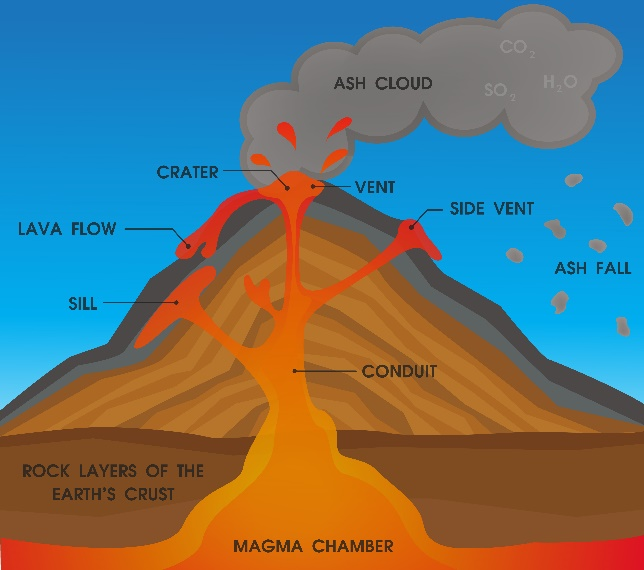 CO2
ASH CLOUD
SO2
H2O
CRATER
VENT
SIDE VENT
LAVA FLOW
ASH FALL
SILL
CONDUIT
ROCK LAYERS OF THE
EARTH'S CRUST
MAGMA CHAMBER